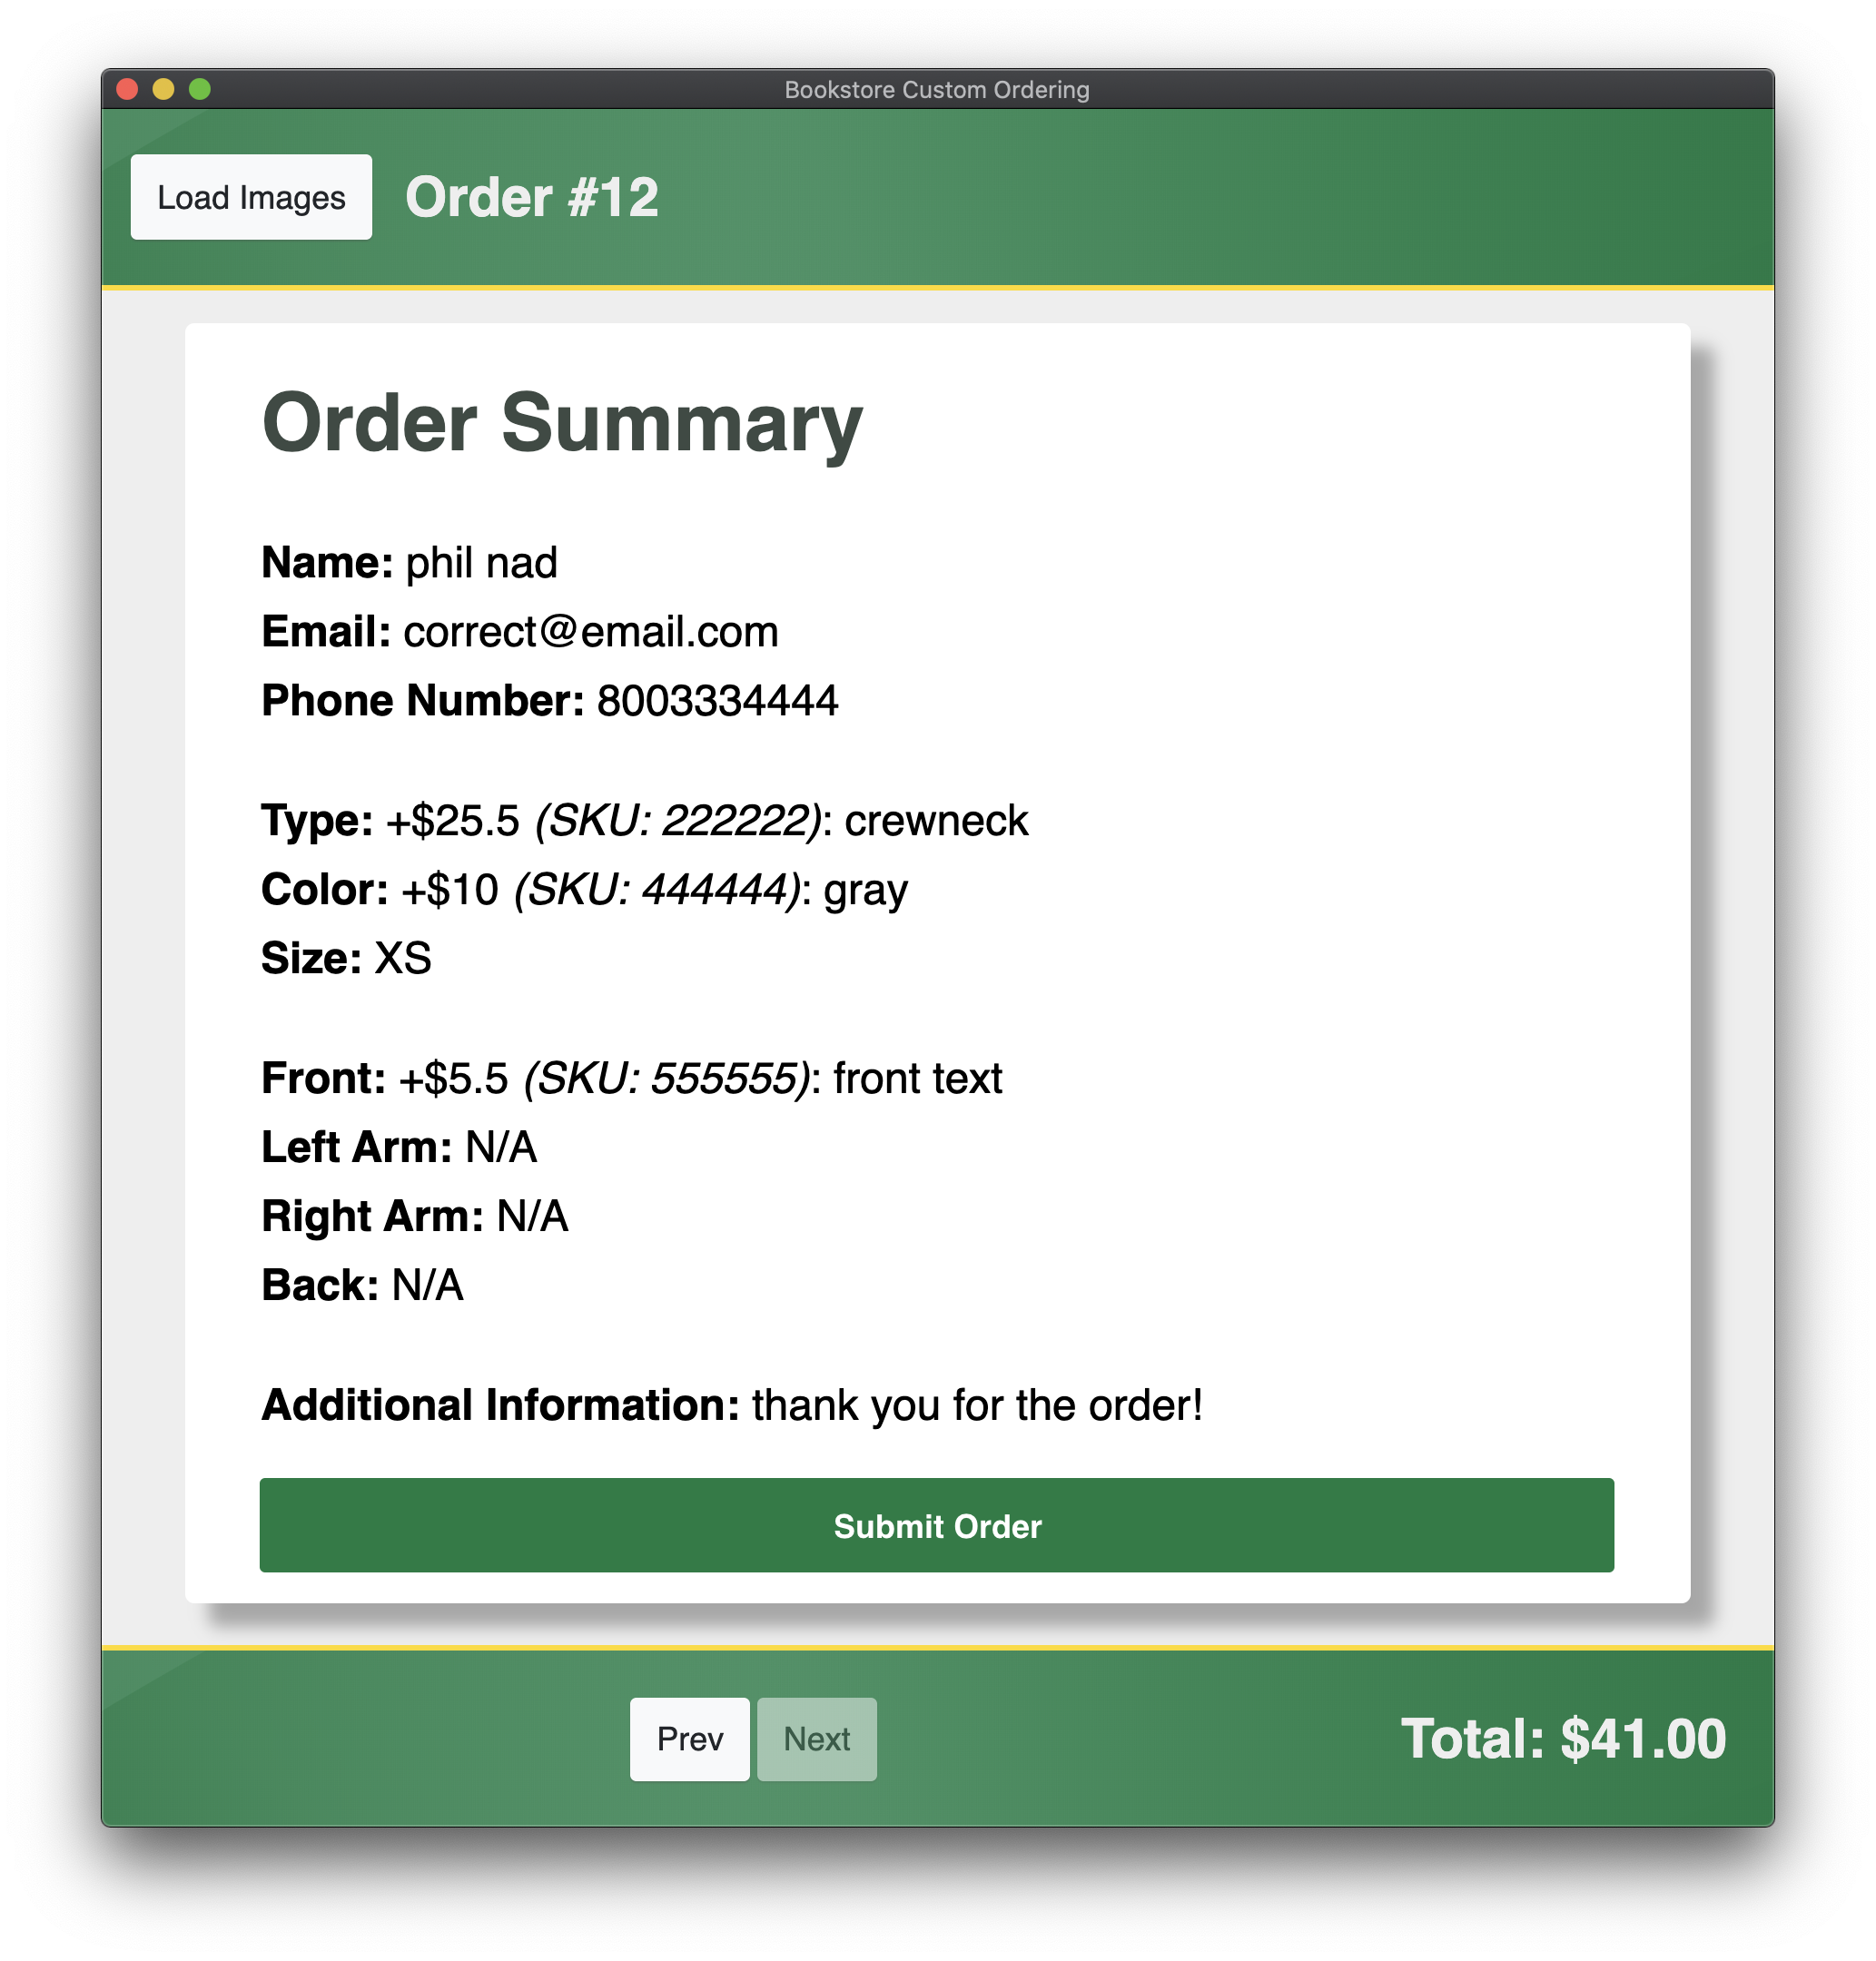 Bookstore Custom Ordering
Load Images
Order #12
Order Summary
Name: phil nad
Email: correct@email.com
Phone Number: 8003334444
Type: +$25.5 (SKU: 222222): crewneck
Color: +$10 (SKU: 444444): gray
Size: XS
Front: +$5.5 (SKU: 555555): front text
Left Arm: N/A
Right Arm: N/A
Back: N/A
Additional Information: thank you for the order!
Submit Order
Prev
Next
Total: $41.00